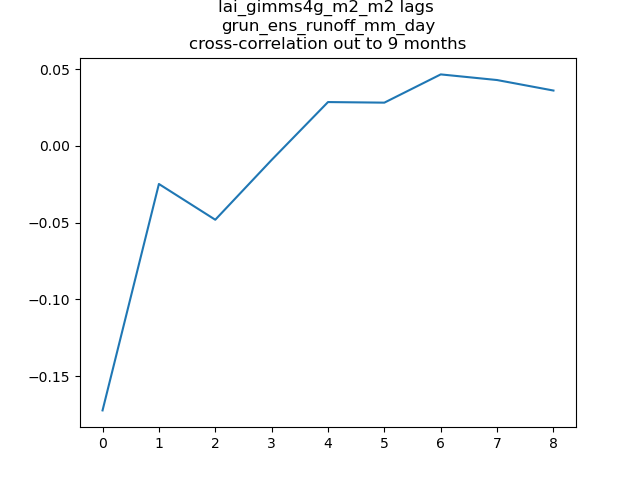 lai_gimms4g_m2_m2 lags
grun_ens_runoff_mm_day
cross-correlation out to 9 months
0.05
0.00
−0.05
−0.10
−0.15
0 1 2 3 4 5 6 7 8